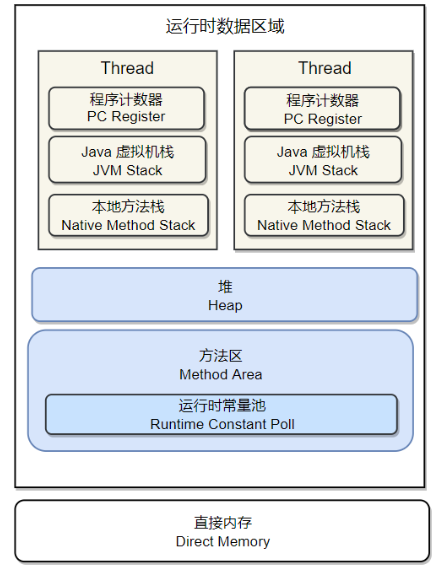 运行时数据区域
Thread
程序计数器
PC Register
Java 虚拟机栈
JVM Stack
本地方法栈
Native Method Stack
Thread
程序计数器
PC Register
Java 虚拟机栈
JVM Stack
本地方法栈
Native Method Stack
堆
Heap
方法区
Method Area
运行时常量池
Runtime Constant Poll
直接内存
Direct Memory